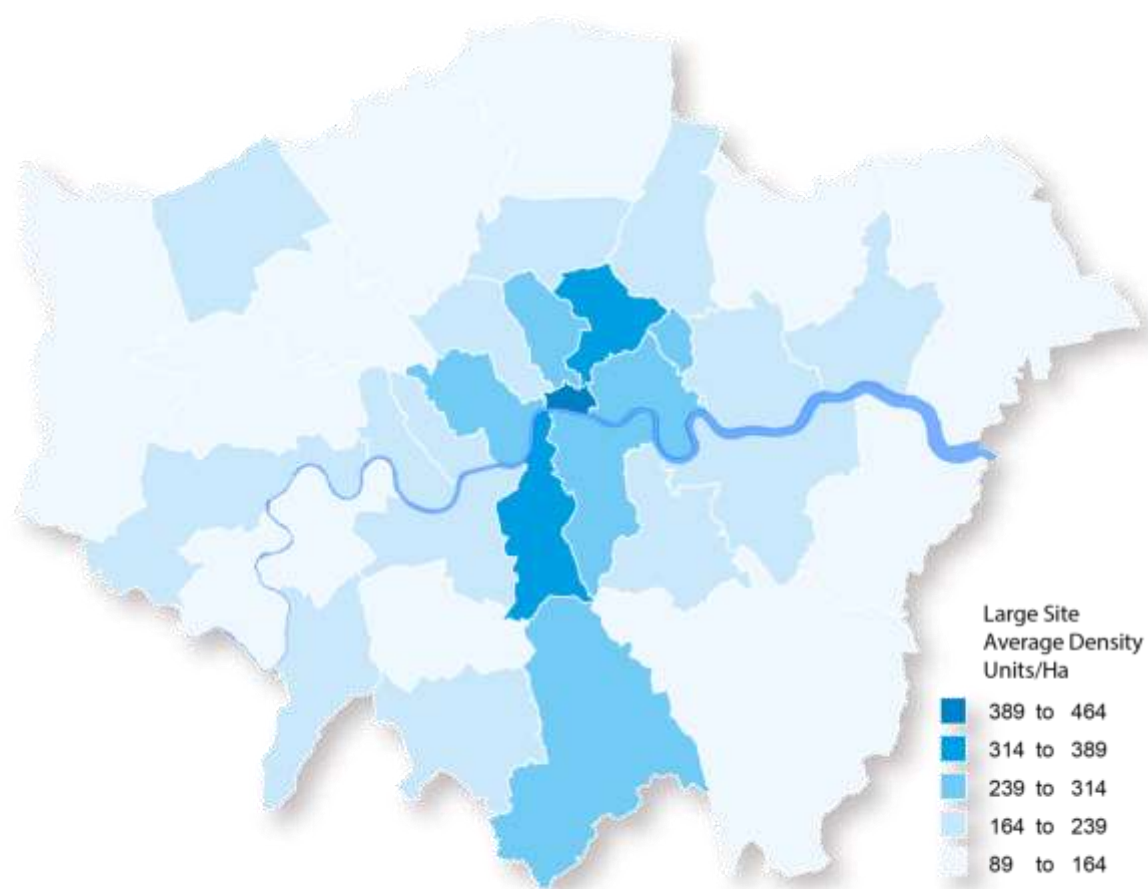 Large Site
Average Density
Units/Ha
389 to 464
314 to 389
239 to 314
164 to 239
89 to 164